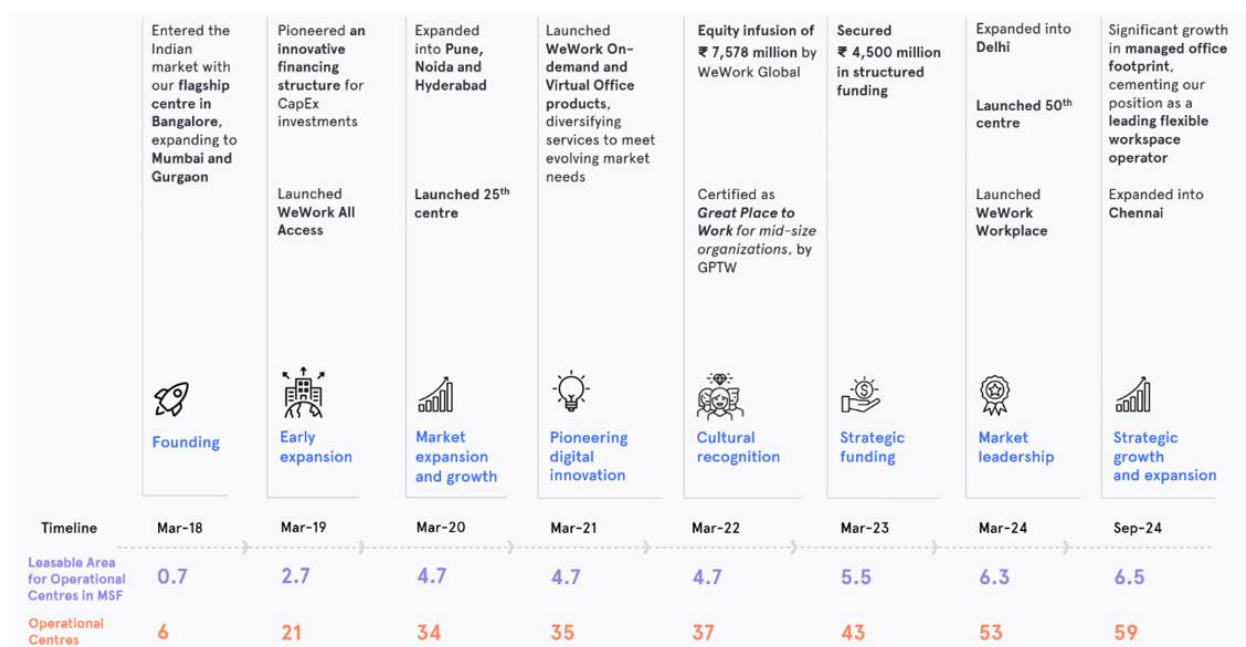 Entered the
Indian
market with
our flagship
centre in
Bangalore,
expanding to
Mumbai and
Gurgaon
Pioneered an
innovative
financing
structure for
CapEx
investments
Launched
WeWork All
Access
Expanded
into Pune,
Noida and
Hyderabad
Launched 25th
centre
Launched
WeWork On-
demand and
Virtual Office
products,
diversifying
services to meet
evolving market
needs
Equity infusion of
₹ 7,578 million by
WeWork Global
Certified as
Great Place to
Work for mid-size
organizations, by
GPTW
Secured
₹ 4,500 million
in structured
funding
Expanded into
Delhi
Launched 50th
centre
Launched
WeWork
Workplace
Significant growth
in managed office
footprint,
cementing our
position as a
leading flexible
workspace
operator
Expanded into
Chennai
Founding
Early
expansion
Market
expansion
and growth
Pioneering
digital
innovation
Cultural
recognition
Strategic
funding
Market
leadership
Strategic
growth
and expansion
Timeline Mar-18 Mar-19 Mar-20 Mar-21 Mar-22 Mar-23 Mar-24 Sep-24
Leasable Area
for Operational
Centres in MSF
0.7 2.7 4.7 4.7 4.7 5.5 6.3 6.5
Operational
Centres
6 21 34 35 37 43 53 59